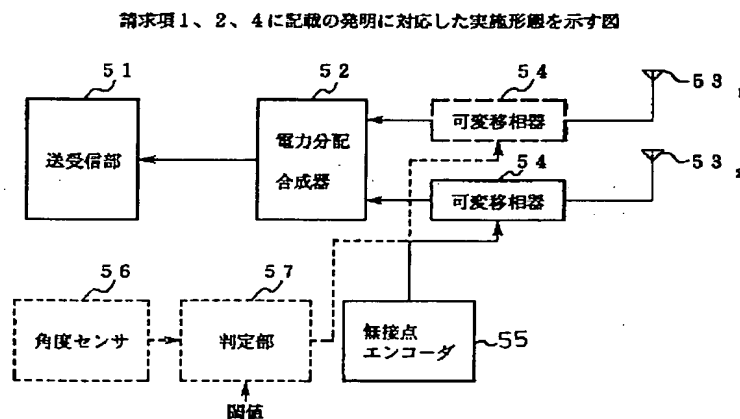 請求項1、2、4に記載の発明に対応した実施形態を示す図
51
52
54
53 1
送受信部
電力分配
合成器
可変移相器
54
53 2
可変移相器
56
57
角度センサ
判定部
無接点
エンコーダ
55
閾値